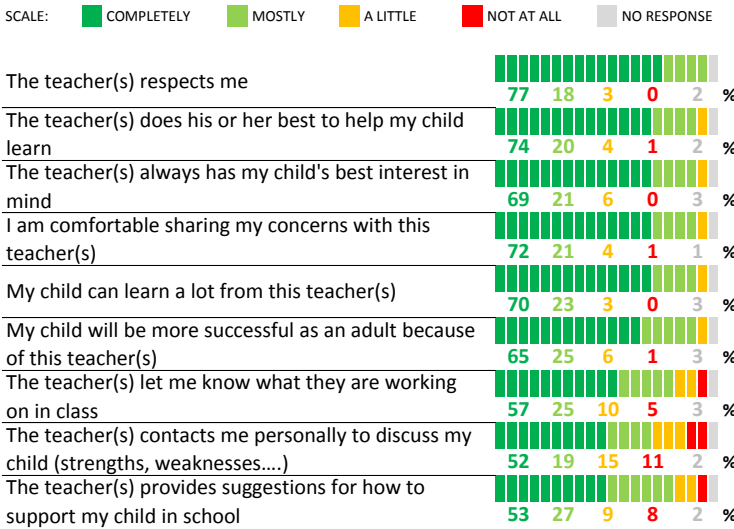 SCALE: COMPLETELY MOSTLY A LITTLE NOT AT ALL NO RESPONSE
The teacher(s) respects me
77 18 3 0 2 %
The teacher(s) does his or her best to help my child
learn
74 20 4 1 2 %
The teacher(s) always has my child's best interest in
mind
69 21 6 0 3 %
I am comfortable sharing my concerns with this
teacher(s)
72 21 4 1 1 %
My child can learn a lot from this teacher(s)
70 23 3 0 3 %
My child will be more successful as an adult because
of this teacher(s)
65 25 6 1 3 %
The teacher(s) let me know what they are working
on in class
57 25 10 5 3 %
The teacher(s) contacts me personally to discuss my
child (strengths, weaknesses....)
52 19 15 11 2 %
The teacher(s) provides suggestions for how to
support my child in school
53 27 9 8 2 %